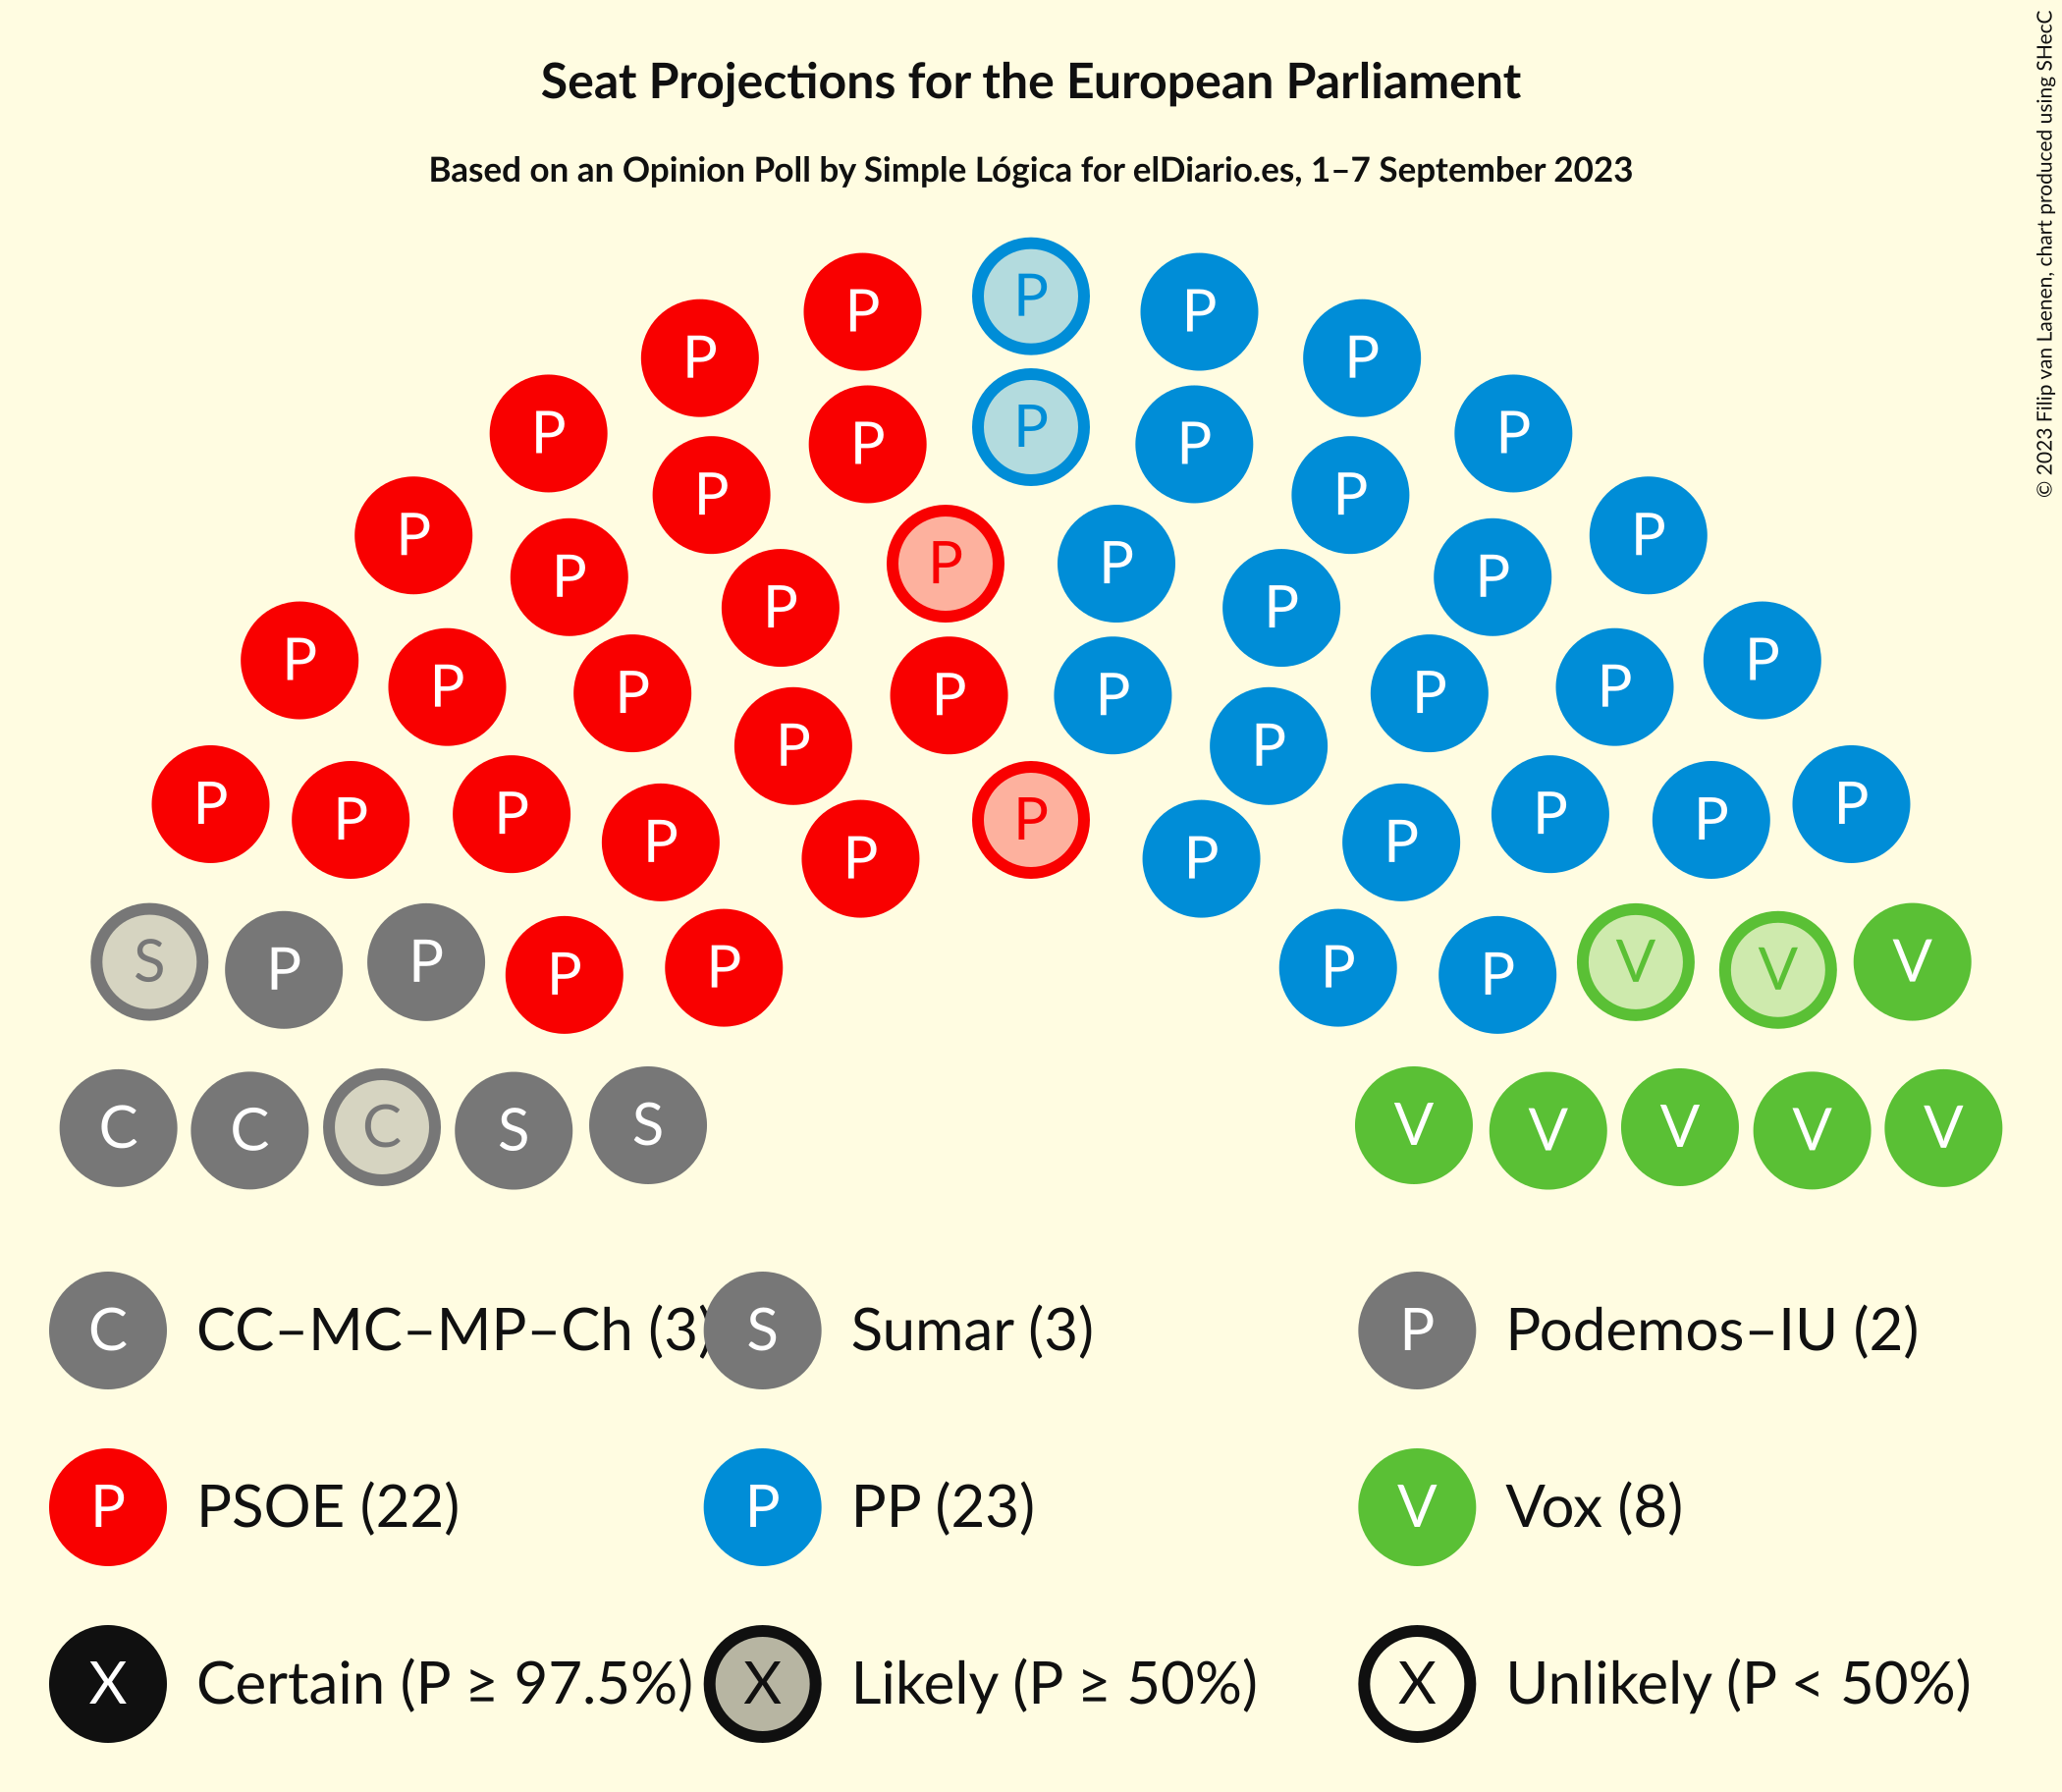 Seat Projections for the European Parliament
Based on an Opinion Poll by Simple Lógica for elDiario.es, 1–7 September 2023
© 2023 Filip van Laenen, chart produced using SHecC
P P P P P
P P
P P P P P
P P P P
P P P P
P P P P
P P P P
P P P P
P P
P P P P
P P P P P P
P P P P
P P
S P P P P P P V V V
C C C S S V V V V V
C CC–MC–MP–Ch (3) S Sumar (3) P Podemos–IU (2)
P PSOE (22) P PP (23) V Vox (8)
X Certain (P ≥ 97.5%) X Likely (P ≥ 50%) X Unlikely (P < 50%)